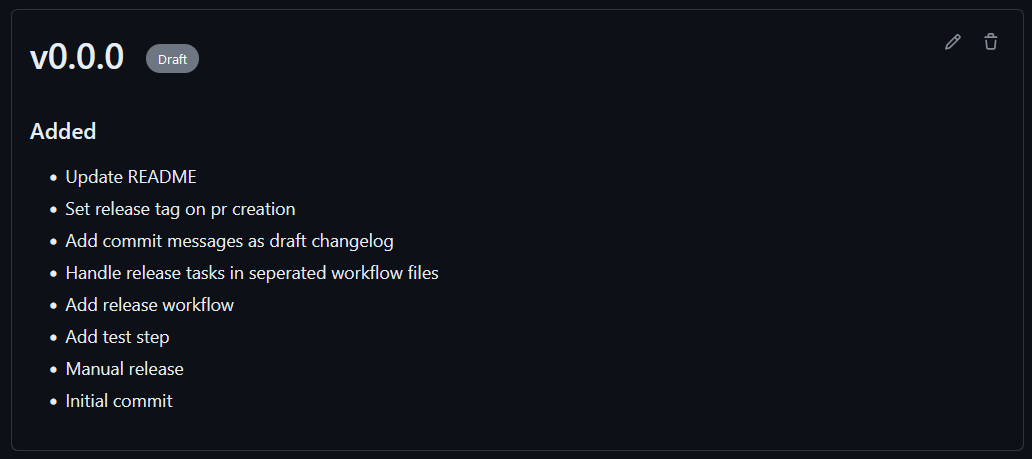 v0.0.0 Draft
Added
• Update README
• Set release tag on pr creation
• Add commit messages as draft changelog
• Handle release tasks in seperated workflow files
• Add release workflow
• Add test step
• Manual release
• Initial commit